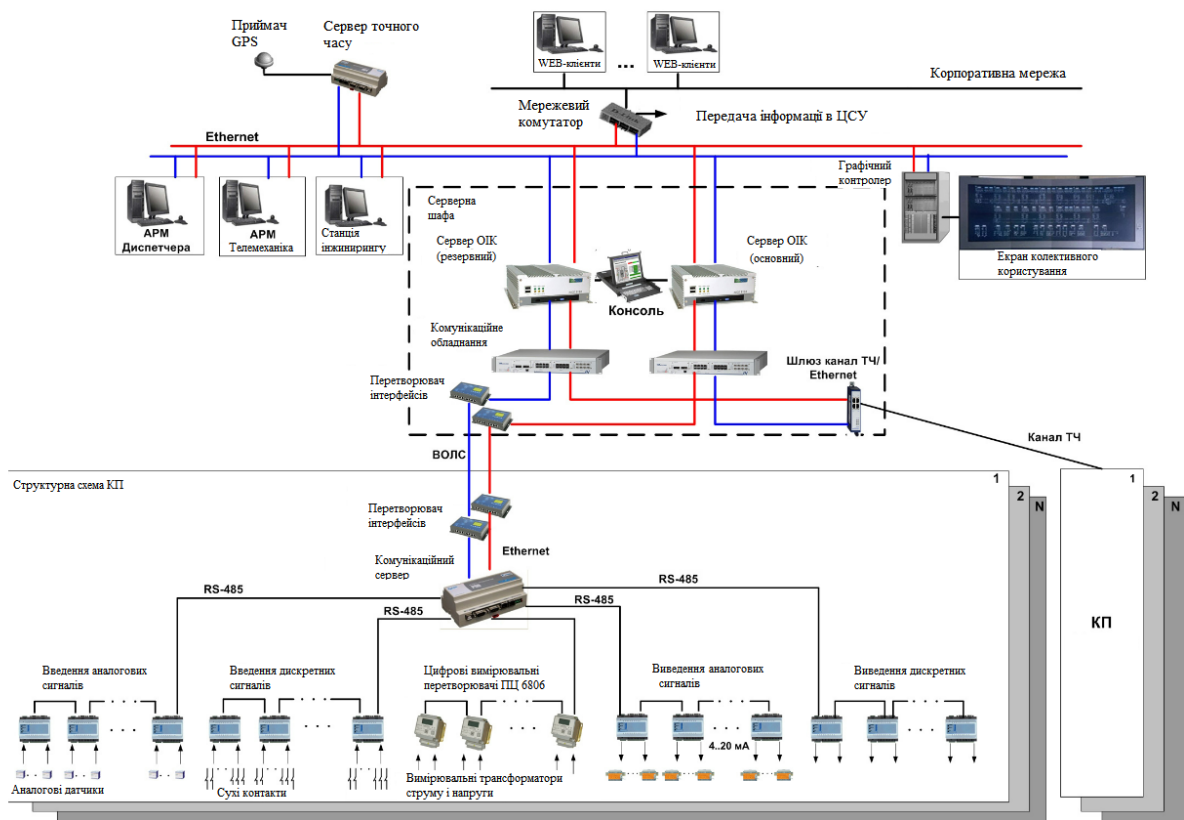 Приймач
GPS
Сервер точного
часу
WEB-клієнти
...
WEB-клієнти
Корпоративна мережа
Мережевий
комутатор
Передача інформації в ЦСУ
Ethernet
АРМ
Диспетчера
АРМ
Телемеханіка
Станція
інжинирингу
Графічний
контролер
Екран колективного
користування
Серверна
шафа
Сервер ОІК
(резервний)
Сервер ОІК
(основний)
Консоль
Комунікаційне
обладнання
Шлюз канал ТЧ/
Ethernet
Перетворювач
інтерфейсів
ВОЛС
Канал ТЧ
Структурна схема КП
1
2
N
1
2
N
КП
Перетворювач
інтерфейсів
Ethernet
Комунікаційний
сервер
RS-485
RS-485
RS-485
RS-485
Введення аналогових
сигналів
Введення дискретних
сигналів
Цифрові вимірювальні
перетворювачі ПЦ 6806
Виведення аналогових
сигналів
Виведення дискретних
сигналів
4..20 мА
Аналогові датчики
Сухі контакти
Вимірювальні трансформатори
струму і напруги